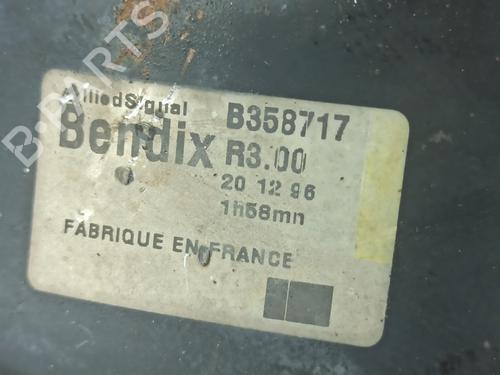 AlliedSignal B358717
Bendix R3.00
20 12 96
1h58mn
FABRIQUE EN FRANCE
B-PARTS